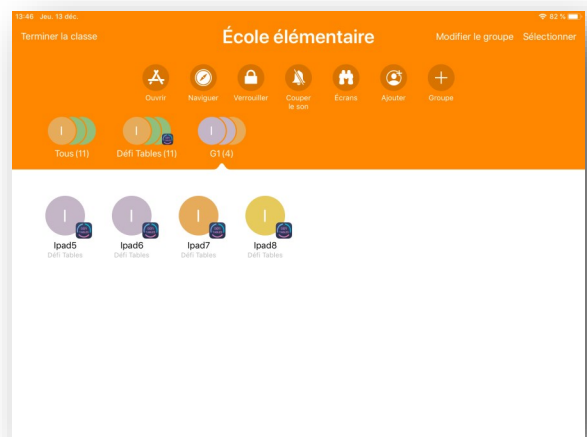 13:46 Jeu. 13 déc.
82 %
Terminer la classe
École élémentaire
Modifier le groupe
Sélectionner
Ouvrir
Naviguer
Verrouiller
Couper
le son
Écrans
Ajouter
Groupe
I
I
I
Tous (11)
Défi Tables (11)
G1 (4)
I
I
I
I
Ipad5
Ipad6
Ipad7
Ipad8
Défi Tables
Défi Tables
Défi Tables
Défi Tables